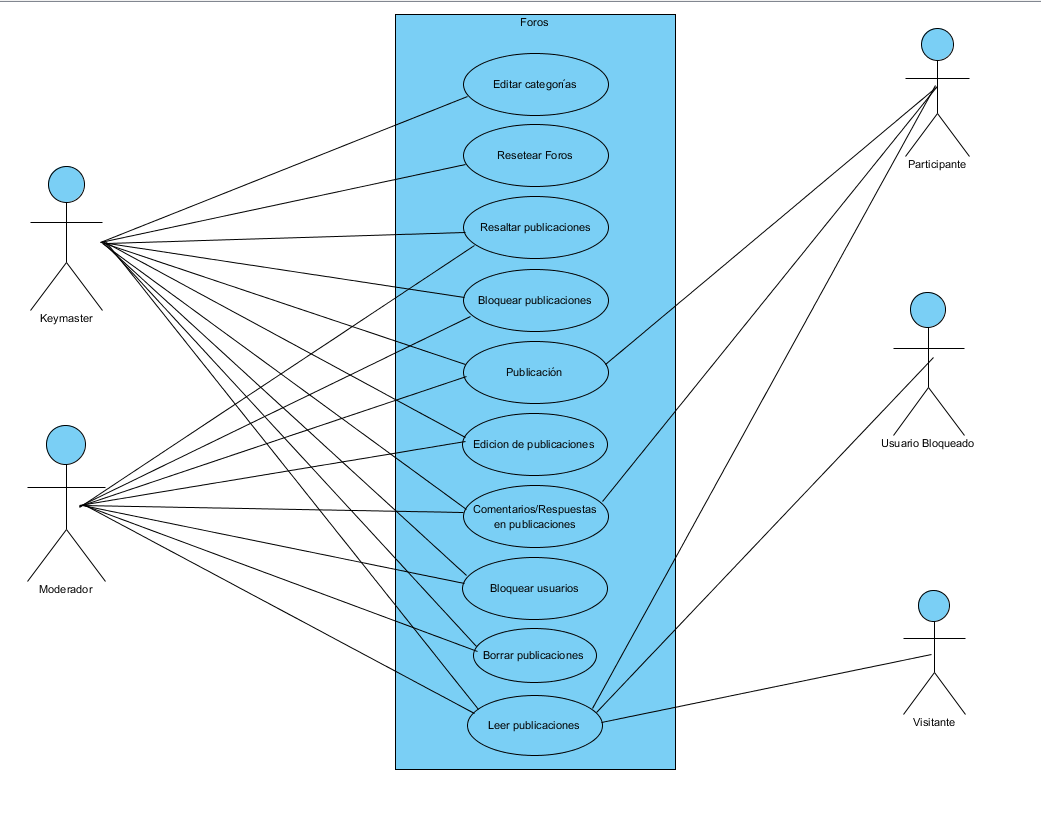 Foros
Editar categorías
Resetear Foros
Resaltar publicaciones
Bloquear publicaciones
Publicación
Edicion de publicaciones
Comentarios/Respuestas
en publicaciones
Bloquear usuarios
Borrar publicaciones
Leer publicaciones
Keymaster
Moderador
Participante
Usuario Bloqueado
Visitante